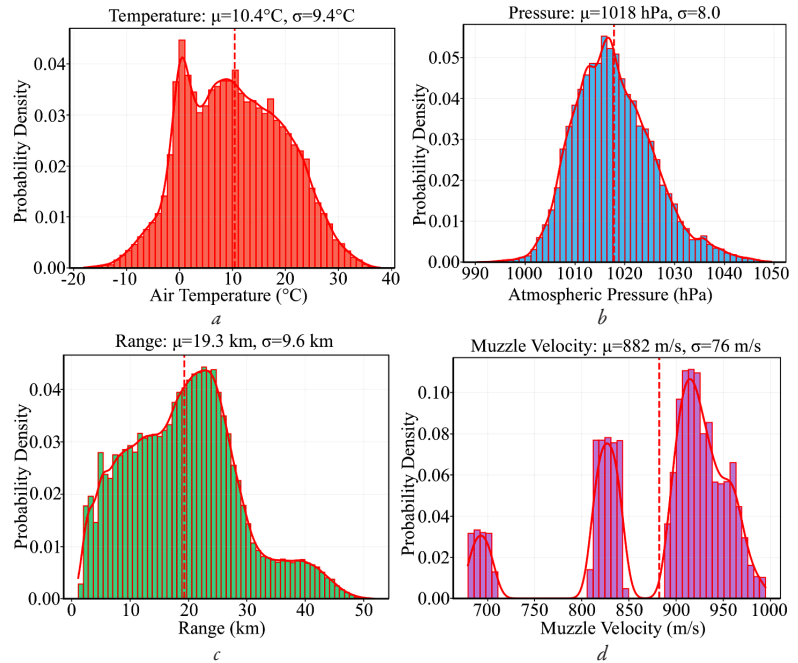 Temperature: μ=10.4°C, σ=9.4°C
Probability Density
0.04
0.03
0.02
0.01
0.00
-20 -10 0 10 20 30 40
Air Temperature (°C)
a
Pressure: μ=1018 hPa, σ=8.0
Probability Density
0.05
0.04
0.03
0.02
0.01
0.00
990 1000 1010 1020 1030 1040 1050
Atmospheric Pressure (hPa)
b
Range: μ=19.3 km, σ=9.6 km
Probability Density
0.04
0.03
0.02
0.01
0.00
0 10 20 30 40 50
Range (km)
c
Muzzle Velocity: μ=882 m/s, σ=76 m/s
Probability Density
0.10
0.08
0.06
0.04
0.02
0.00
700 750 800 850 900 950 1000
Muzzle Velocity (m/s)
d